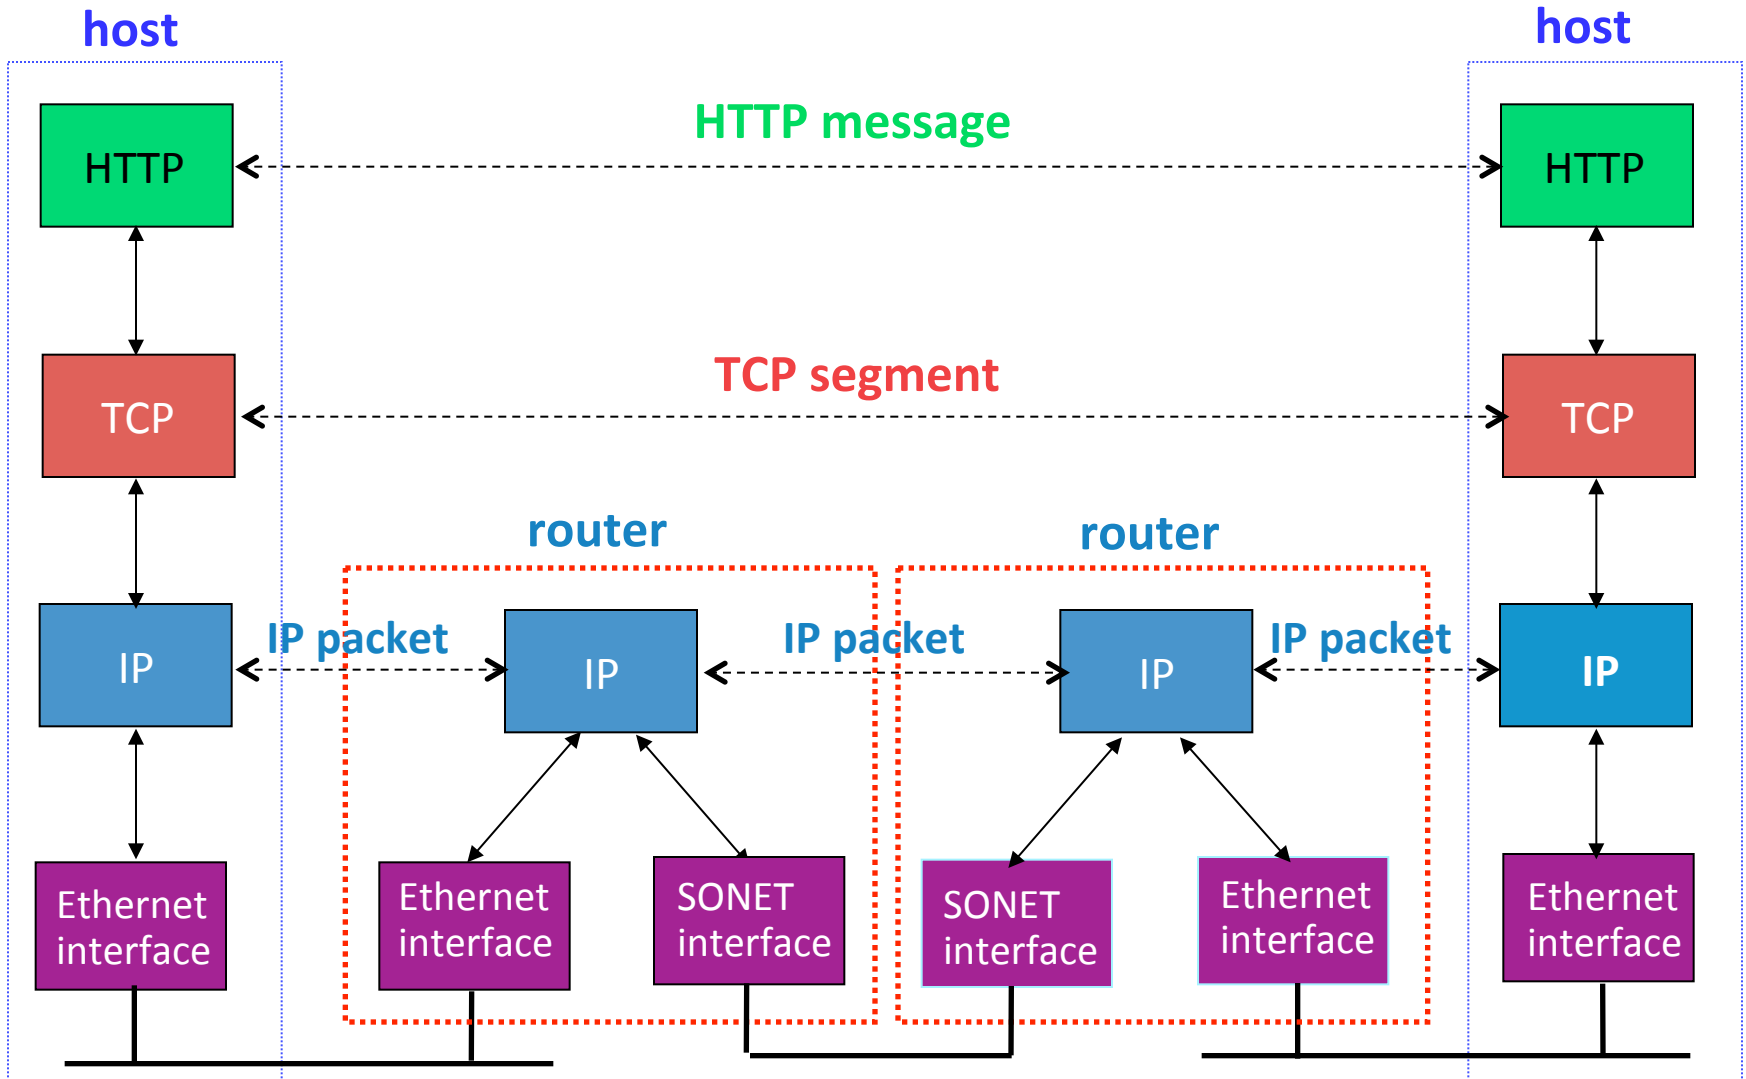 host
host
HTTP message
HTTP
HTTP
TCP segment
TCP
TCP
router
router
IP packet
IP packet
IP packet
IP
IP
IP
IP
Ethernet
interface
Ethernet
interface
SONET
interface
SONET
interface
Ethernet
interface
Ethernet
interface